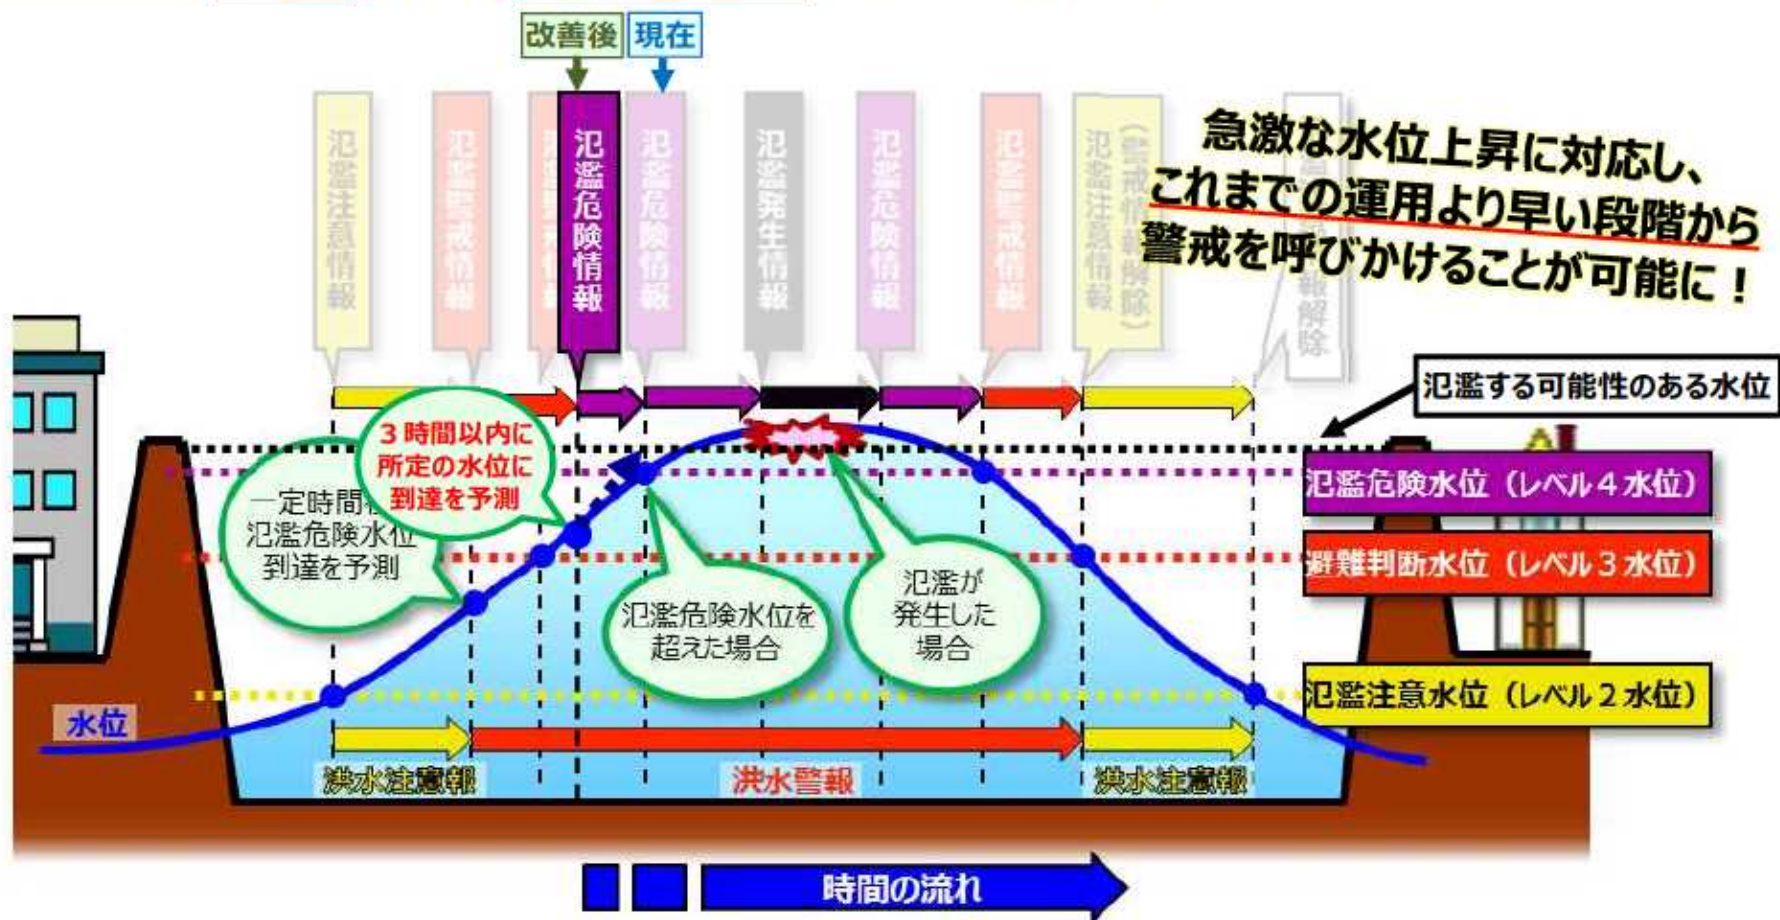 改善後
現在
氾濫注意情報
氾濫警戒情報
氾濫危険情報
氾濫危険情報
氾濫発生情報
氾濫危険情報
氾濫警戒情報
氾濫注意情報
(警戒情報解除)
報解除
急激な水位上昇に対応し、
これまでの運用より早い段階から
警戒を呼びかけることが可能に!
氾濫する可能性のある水位
3時間以内に
所定の水位に
到達を予測
一定時間
氾濫危険水位
到達を予測
氾濫危険水位を
超えた場合
氾濫が
発生した
場合
氾濫危険水位(レベル4水位)
避難判断水位(レベル3水位)
氾濫注意水位(レベル2水位)
水位
洪水注意報
洪水警報
洪水注意報
時間の流れ